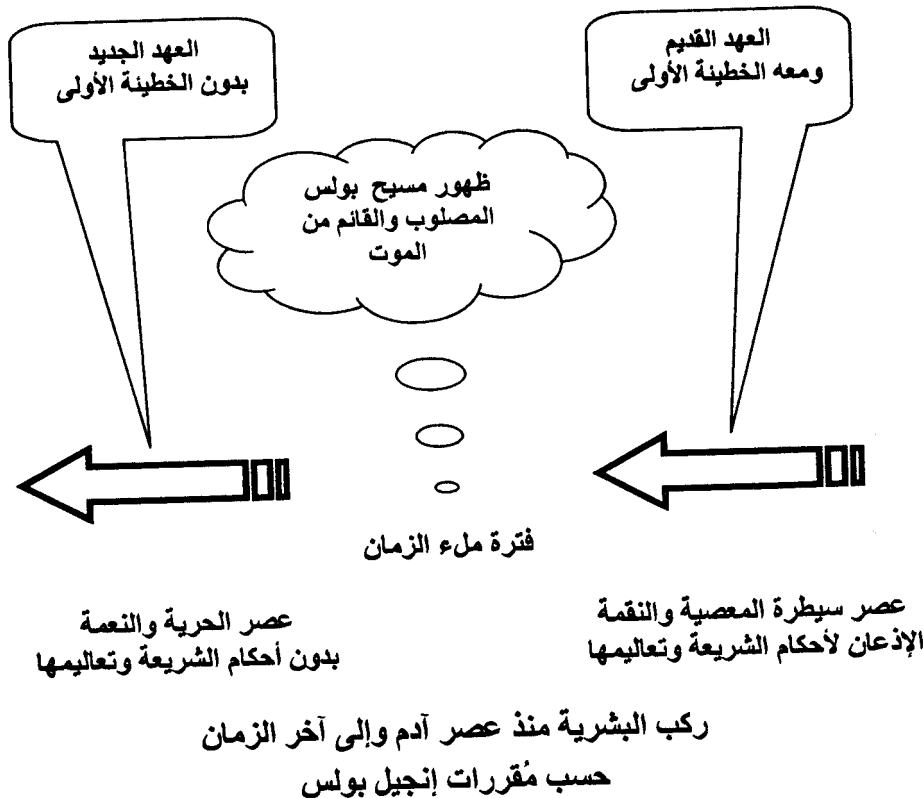 العهد القديم
ومعه الخطيئة الأولى
العهد الجديد
بدون الخطيئة الأولى
ظهور مسيح بولس
المصلوب والقائم من
الموت
فترة ملء الزمان
عصر سيطرة المعصية والنقمة
الإذعان لأحكام الشريعة وتعاليمها
عصر الحرية والنعمة
بدون أحكام الشريعة وتعاليمها
ركب البشرية منذ عصر آدم وإلى آخر الزمان
حسب مُقررات إنجيل بولس